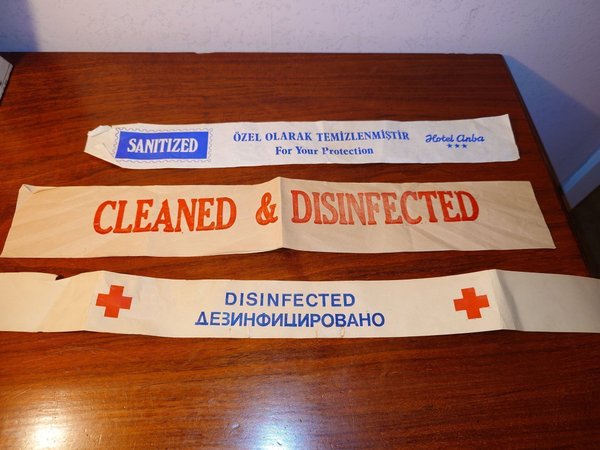 SANITIZED
ÖZEL OLARAK TEMİZLENMİŞTİR
For Your Protection
Hotel Anba
★★★
CLEANED & DISINFECTED
DISINFECTED
ДЕЗИНФИЦИРОВАНО